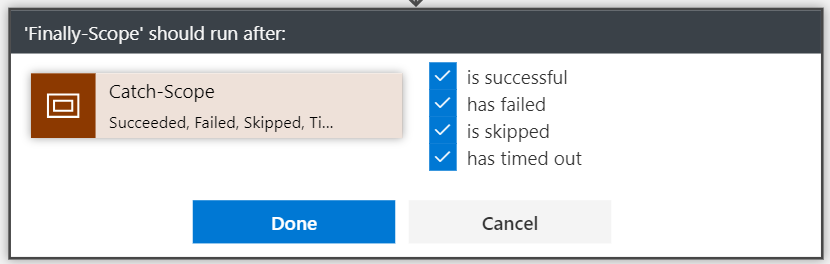 'Finally-Scope' should run after:
Catch-Scope
Succeeded, Failed, Skipped, Ti...
is successful
has failed
is skipped
has timed out
Done
Cancel